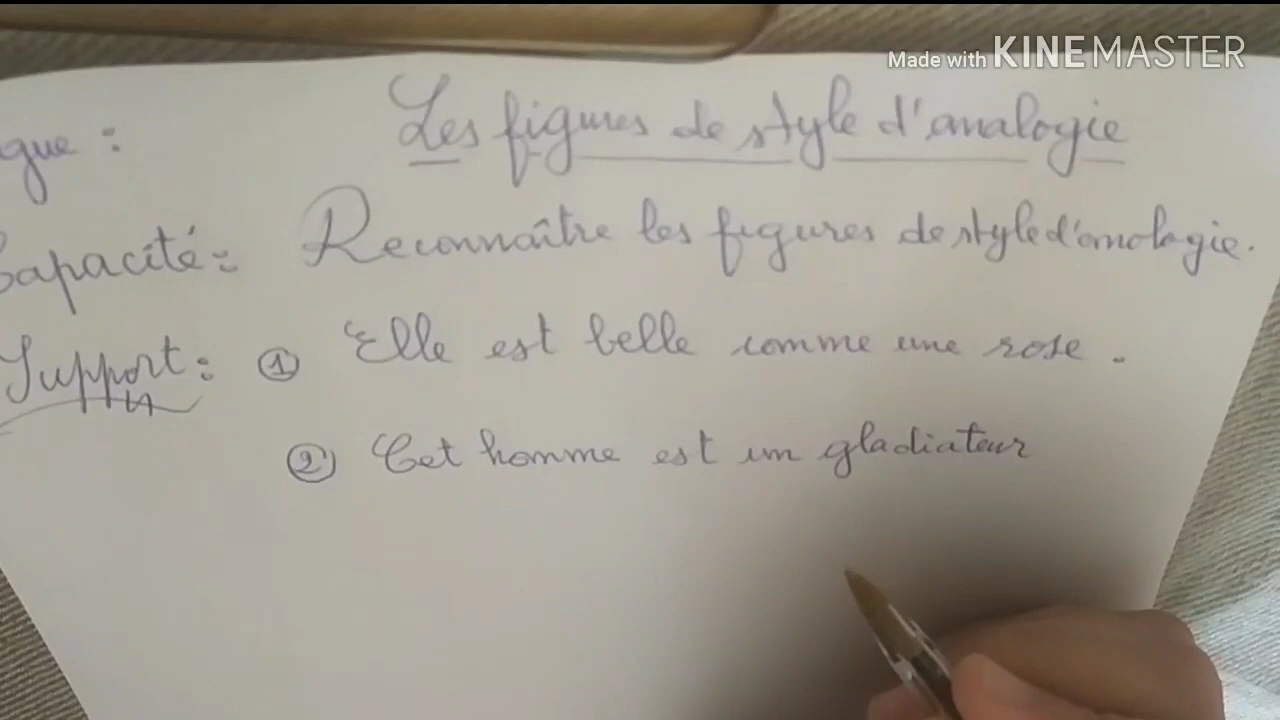 Made with KINEMASTER
Les figures de style d'analogie
gue :
Capacité : Reconnaître les figures de style d'analogie.
Support : ① Elle est belle comme une rose .
② Cet homme est un gladiateur